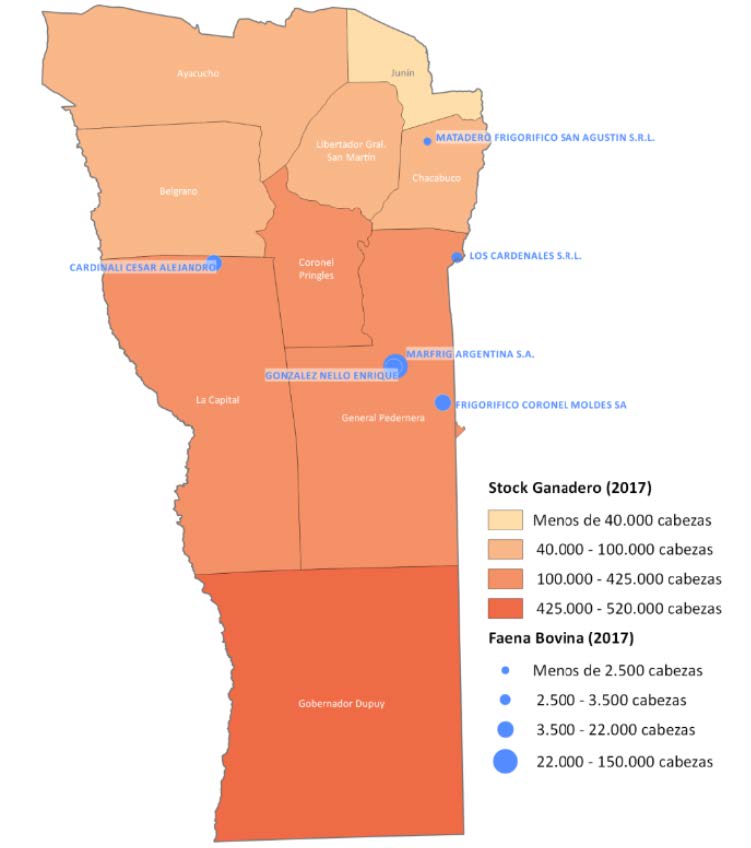 Ayacucho
Junín
MATADERO FRIGORIFICO SAN AGUSTIN S.R.L.
Libertador Gral.
San Martín
Chacabuco
Belgrano
LOS CARDENALES S.R.L.
CARDINALI CESAR ALEJANDRO
Coronel
Pringles
MARFRIG ARGENTINA S.A.
GONZALEZ NELLO ENRIQUE
La Capital
FRIGORIFICO CORONEL MOLDES SA
General Pedernera
Stock Ganadero (2017)
Menos de 40.000 cabezas
40.000 - 100.000 cabezas
100.000 - 425.000 cabezas
425.000 - 520.000 cabezas
Faena Bovina (2017)
Menos de 2.500 cabezas
2.500 - 3.500 cabezas
3.500 - 22.000 cabezas
22.000 - 150.000 cabezas
Gobernador Dupuy